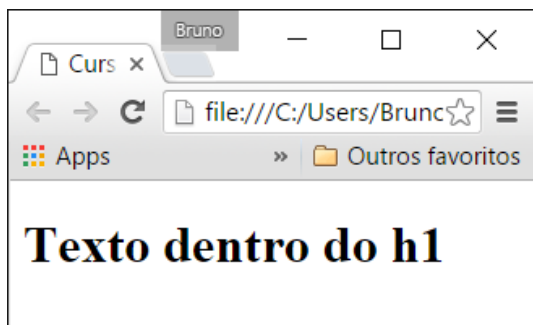 Bruno
Curs
file:///C:/Users/Brunc
Apps » Outros favoritos
Texto dentro do h1